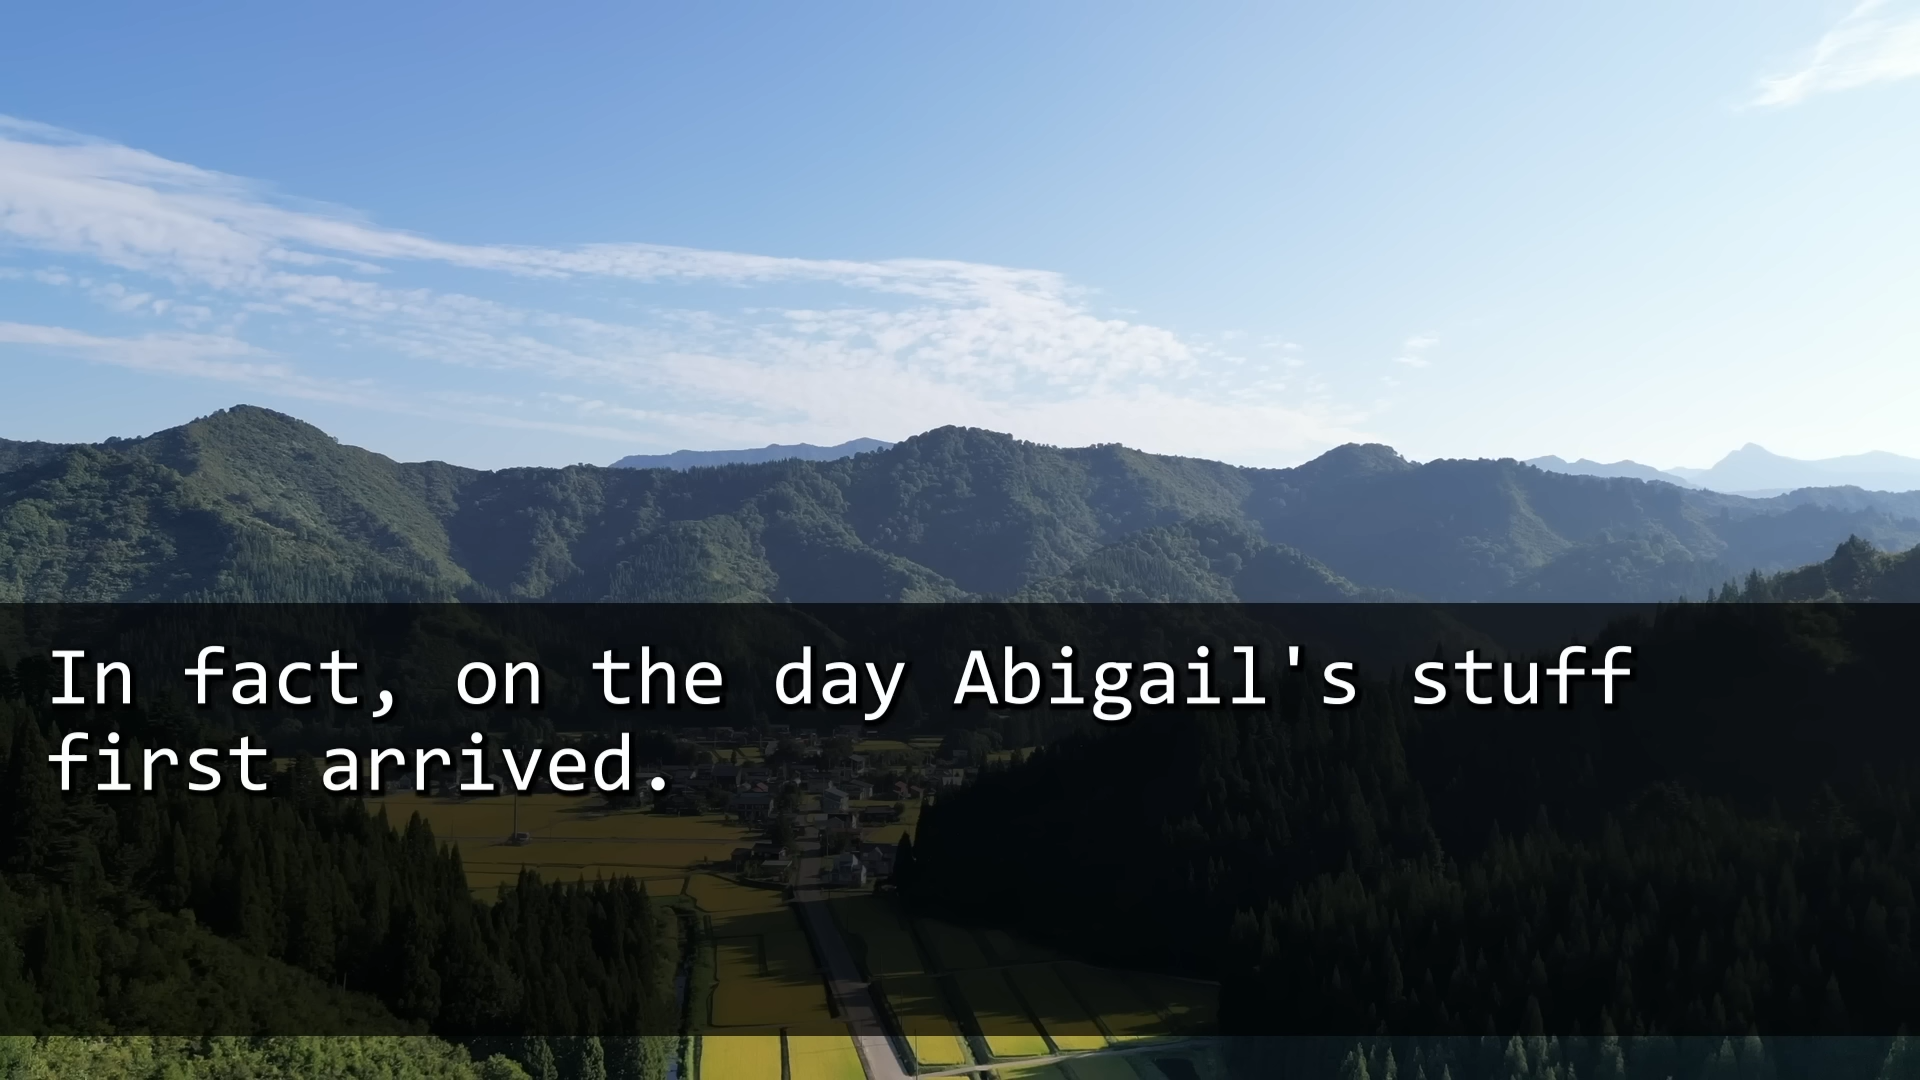 In fact, on the day Abigail's stuff
first arrived.